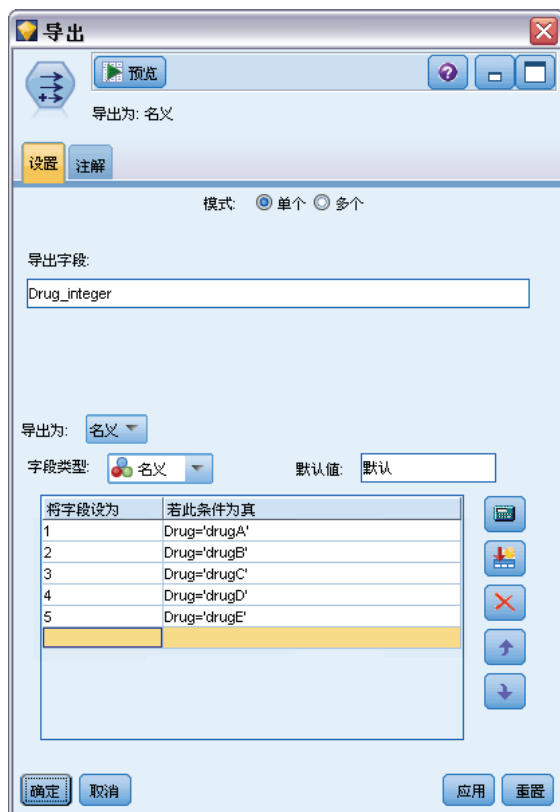 导出
预览
导出为: 名义
设置 注解
模式: 单个 多个
导出字段:
Drug_integer
导出为: 名义
字段类型: 名义 默认值: 默认
将字段设为 若此条件为真
1 Drug='drugA'
2 Drug='drugB'
3 Drug='drugC'
4 Drug='drugD'
5 Drug='drugE'
确定 取消 应用 重置